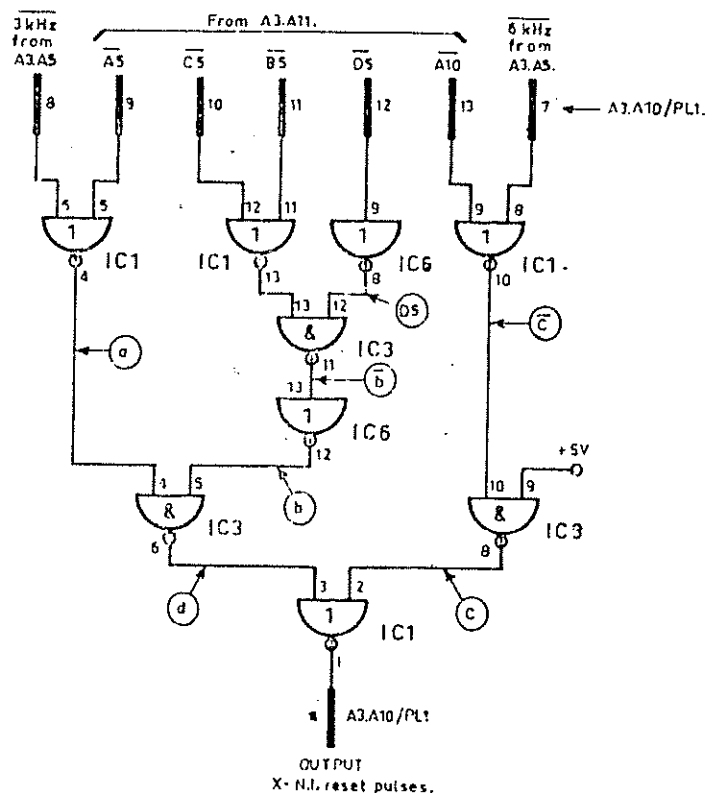 From A3.A11.
3kHz from A3.A5
A5
C5
B5
D5
A10
6kHz from A3.A5.
8
9
10
11
12
13
7
A3.A10/PL1.
5
5
12
11
9
9
8
1
IC1
1
IC1
1
IC6
1
IC1.
4
13
8
10
13
12
D5
C
&
IC3
a
11
13
b
1
IC6
12
+5V
4
5
b
10
9
&
IC3
&
IC3
6
8
d
3
2
C
1
IC1
1
A3.A10/PL1
OUTPUT
X- N.I. reset pulses.